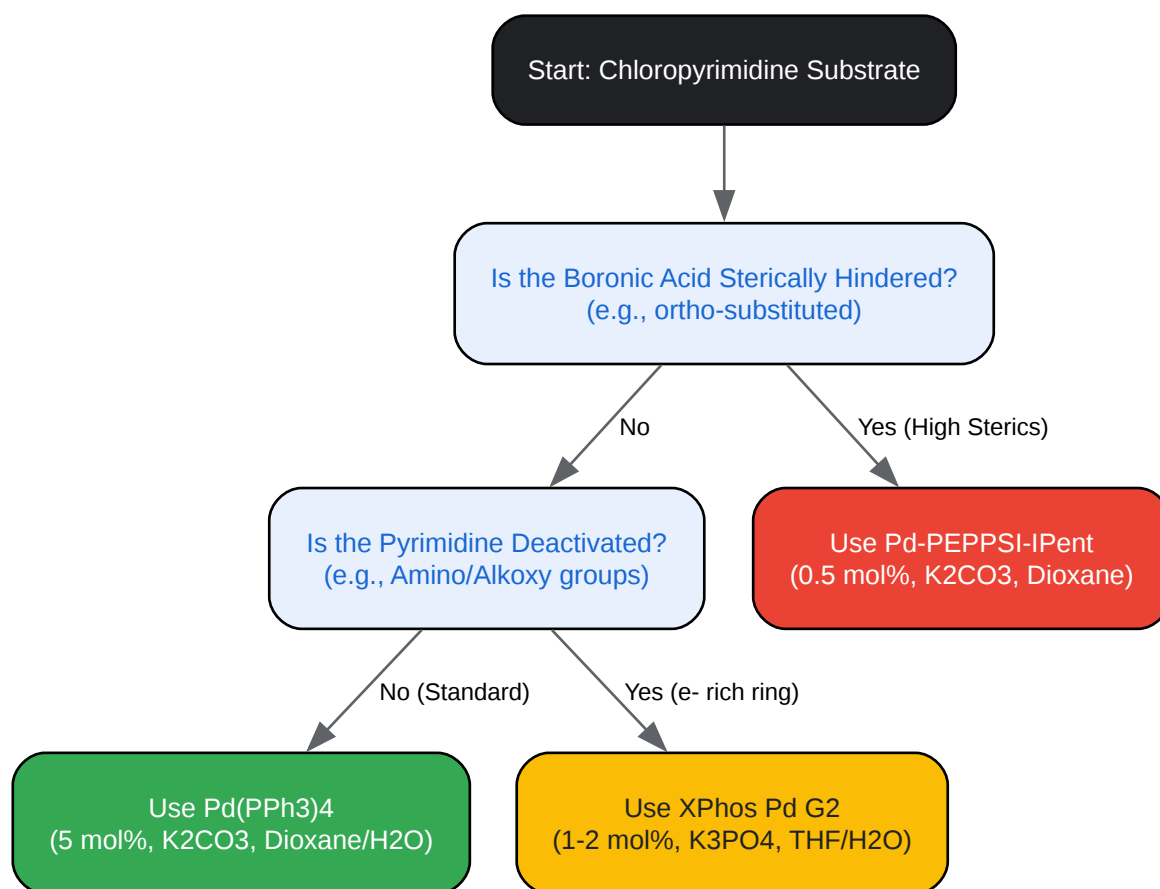 Start: Chloropyrimidine Substrate
Is the Boronic Acid Sterically Hindered?
(e.g., ortho-substituted)
No
Yes (High Sterics)
Is the Pyrimidine Deactivated?
(e.g., Amino/Alkoxy groups)
Use Pd-PEPPSI-IPent
(0.5 mol%, K2CO3, Dioxane)
No (Standard)
Yes (e- rich ring)
Use Pd(PPh3)4
(5 mol%, K2CO3, Dioxane/H2O)
Use XPhos Pd G2
(1-2 mol%, K3PO4, THF/H2O)